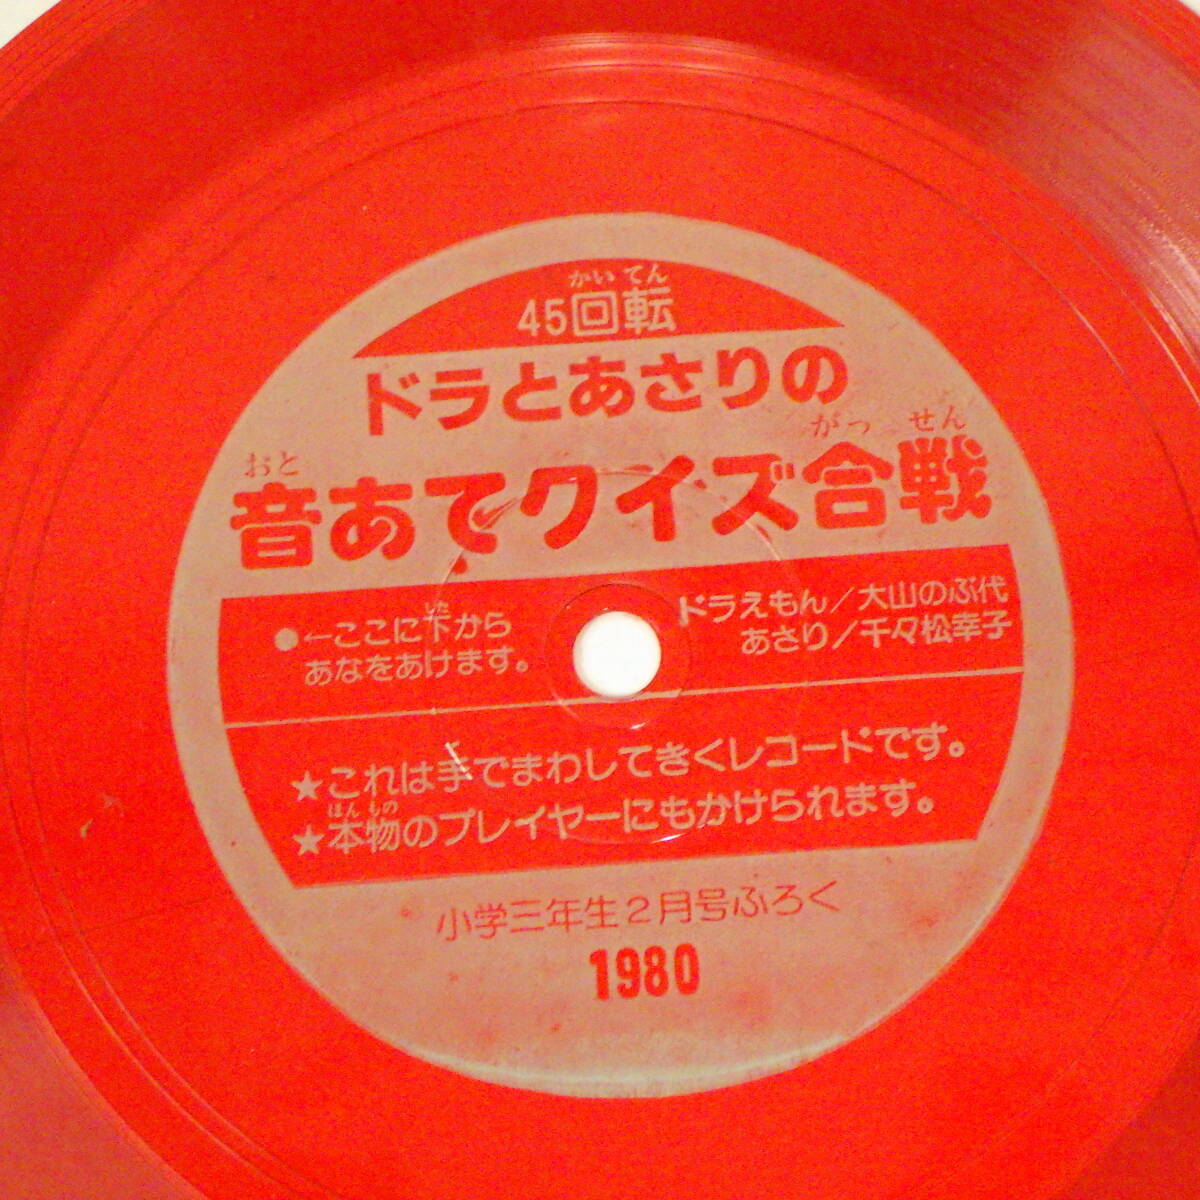 かいてん
45回転
ドラとあさりの
おと がっせん
音あてクイズ合戦
した
●←ここに下から
あなをあけます。
ドラえもん/大山のぶ代
あさり/千々松幸子
★これは手でまわしてきくレコードです。
ほんもの
★本物のプレイヤーにもかけられます。
小学三年生2月号ふろく
1980